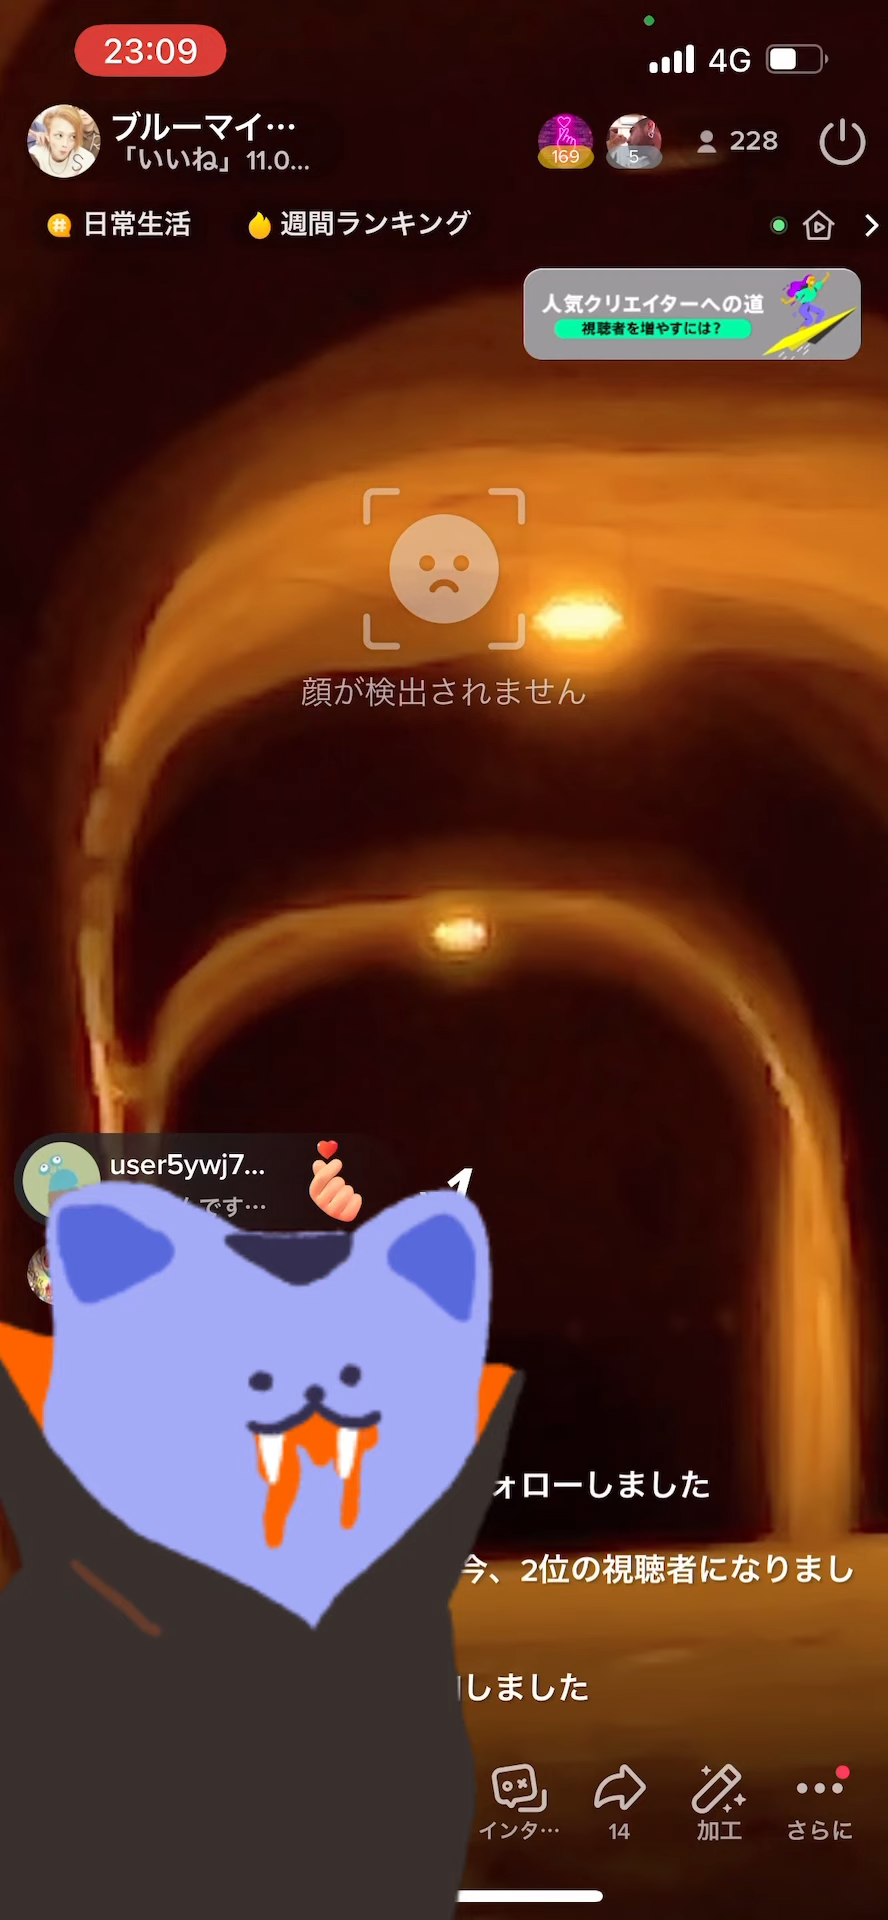 23:09
4G
ブルーマイ…
「いいね」11.0...
169
5
228
日常生活
週間ランキング
人気クリエイターへの道
視聴者を増やすには？
顔が検出されません
user5ywj7...
です…
1
ォローしました
今、2位の視聴者になりまし
しました
インタ…
14
加工
さらに